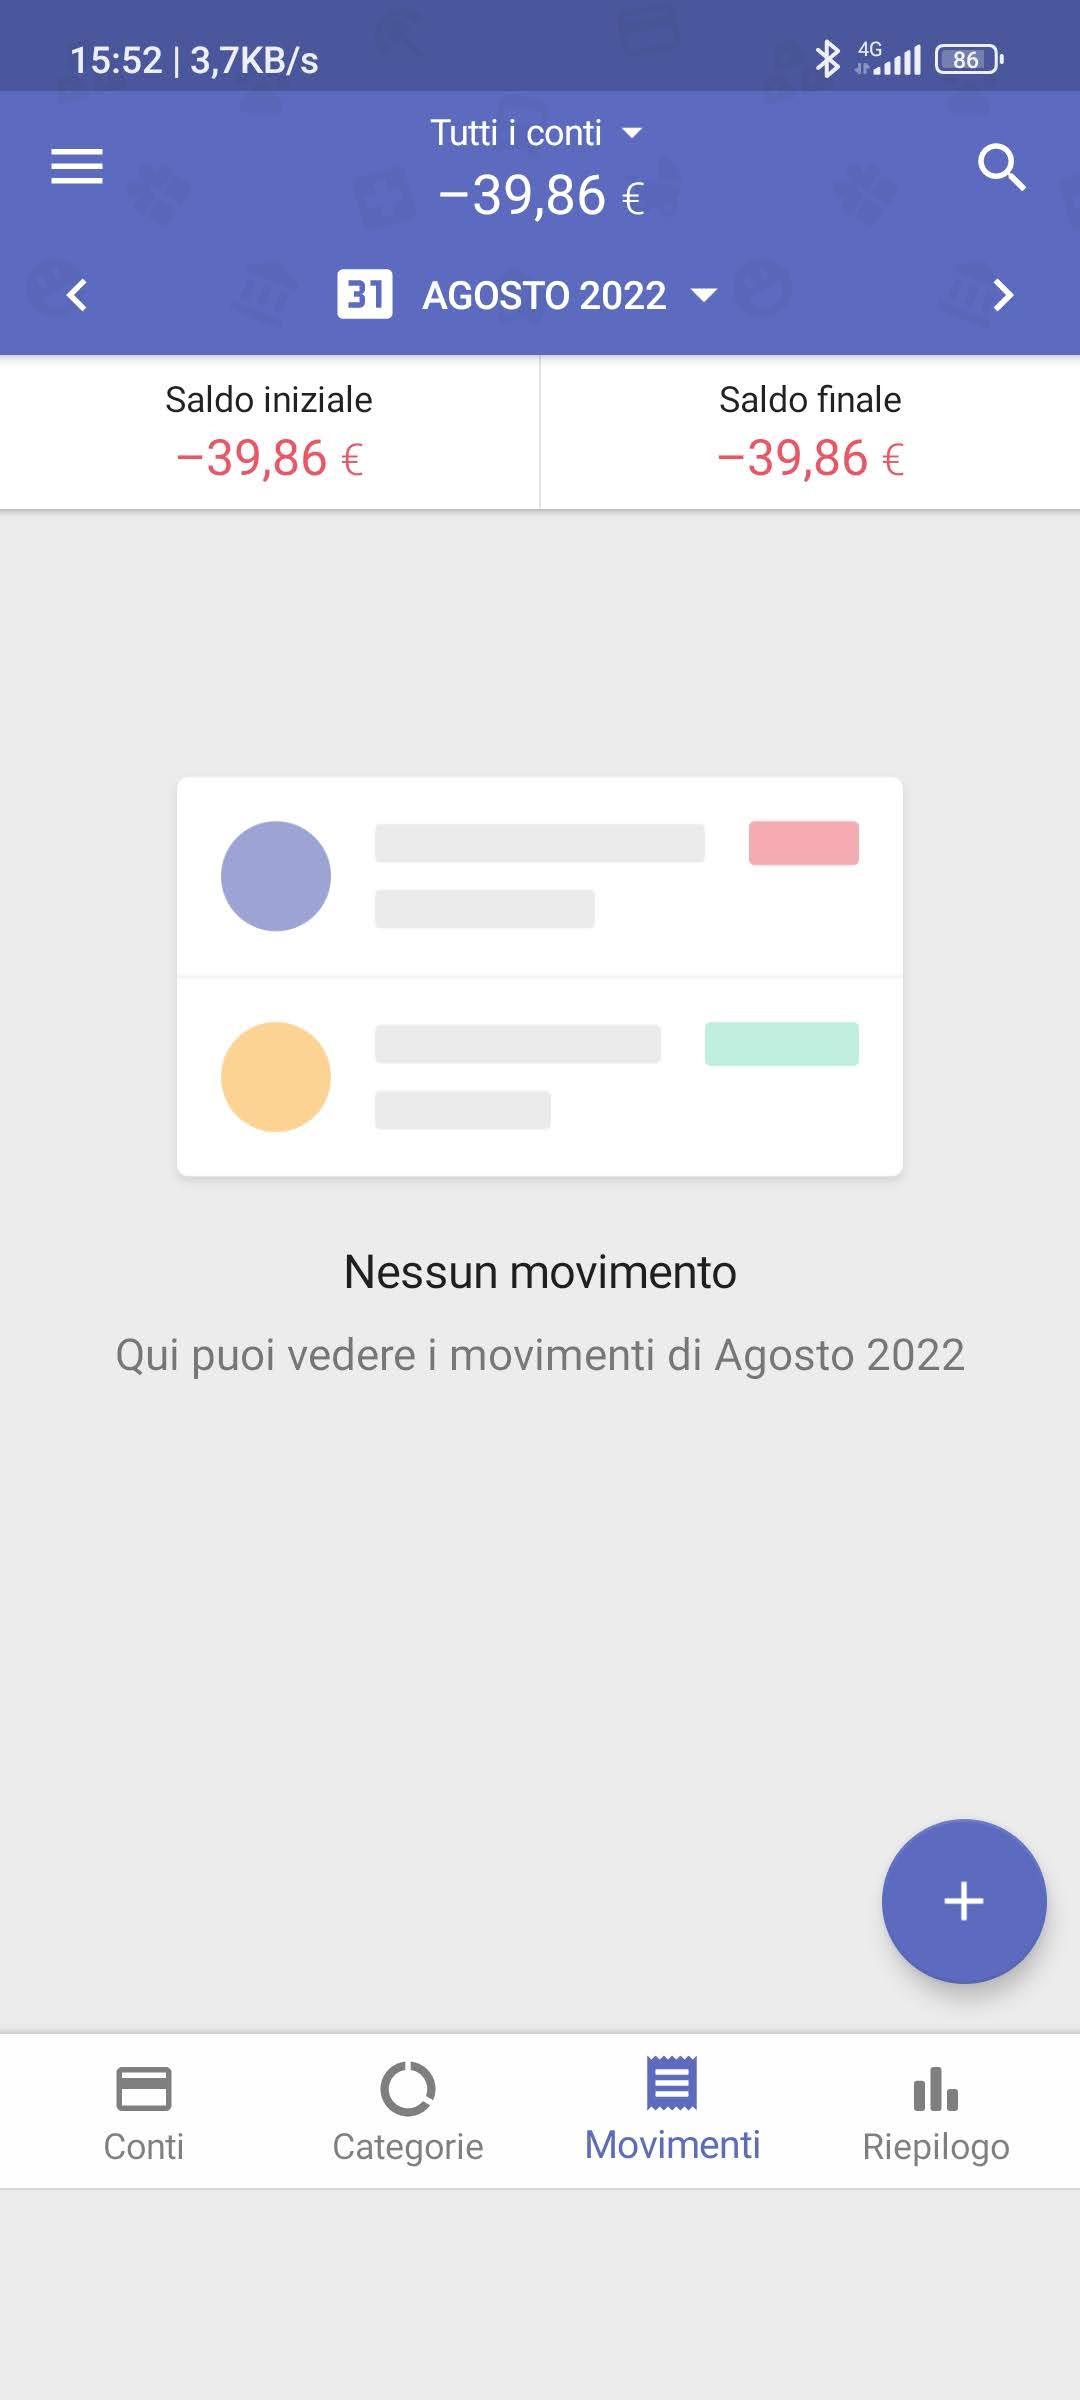 15:52 | 3,7KB/s
4G
86
Tutti i conti
−39,86 €
31 AGOSTO 2022
Saldo iniziale
−39,86 €
Saldo finale
−39,86 €
Nessun movimento
Qui puoi vedere i movimenti di Agosto 2022
Conti
Categorie
Movimenti
Riepilogo